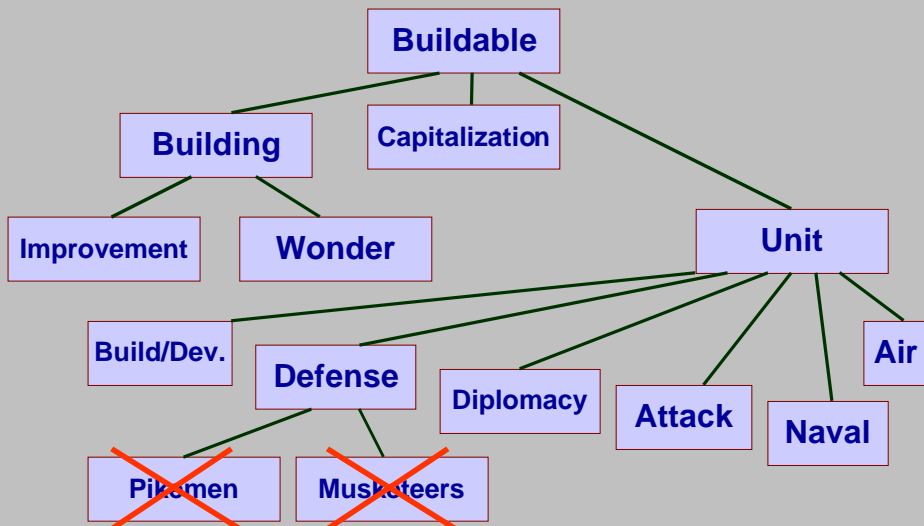 Buildable
Building
Capitalization
Improvement
Wonder
Unit
Build/Dev.
Defense
Diplomacy
Attack
Naval
Air
Pikemen
Musketeers